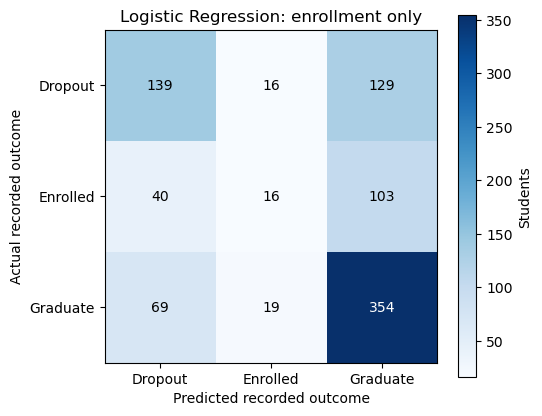 Logistic Regression: enrollment only
Dropout 139 16 129
Enrolled 40 16 103
Graduate 69 19 354
Dropout Enrolled Graduate
Predicted recorded outcome
Actual recorded outcome
350
300
250
200
150
100
50
Students